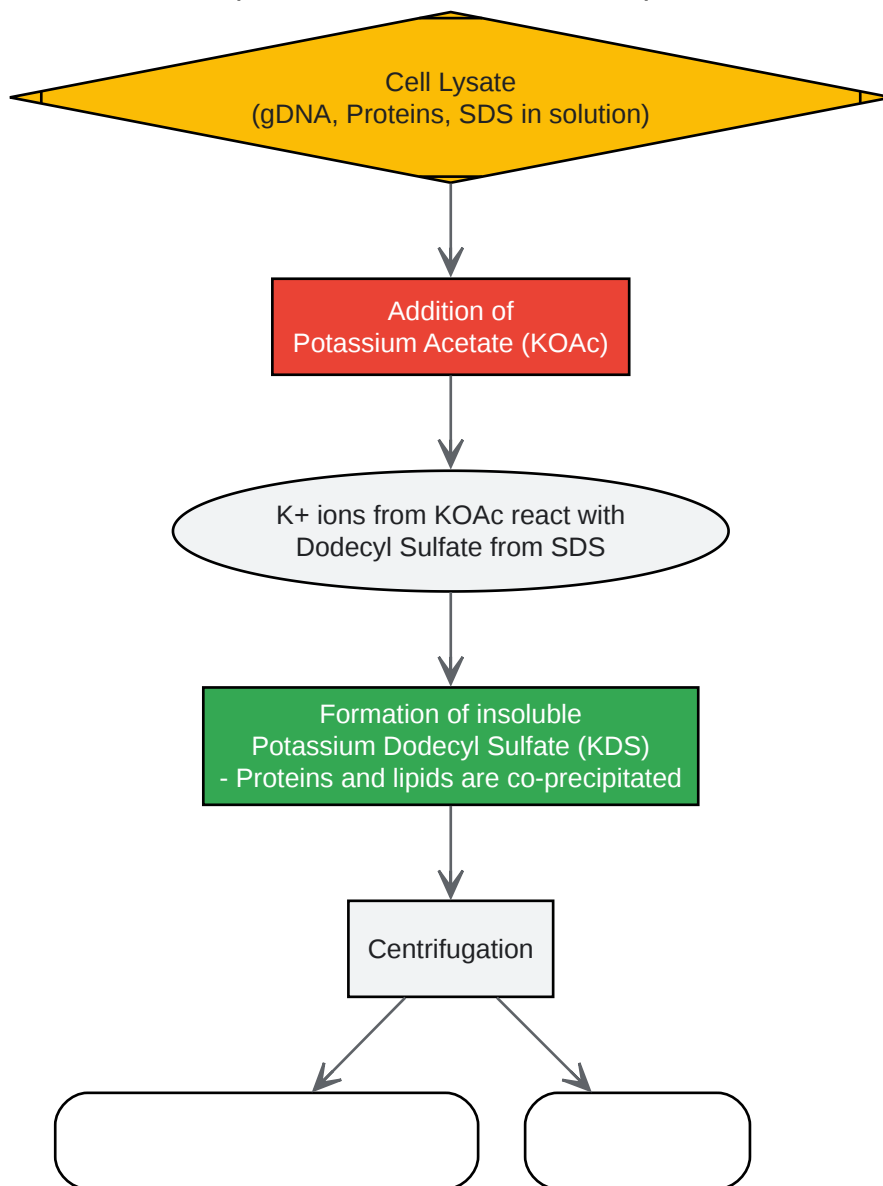 Cell Lysate
(gDNA, Proteins, SDS in solution)
Addition of
Potassium Acetate (KOAc)
K+ ions from KOAc react with
Dodecyl Sulfate from SDS
Formation of insoluble
Potassium Dodecyl Sulfate (KDS)
- Proteins and lipids are co-precipitated
Centrifugation